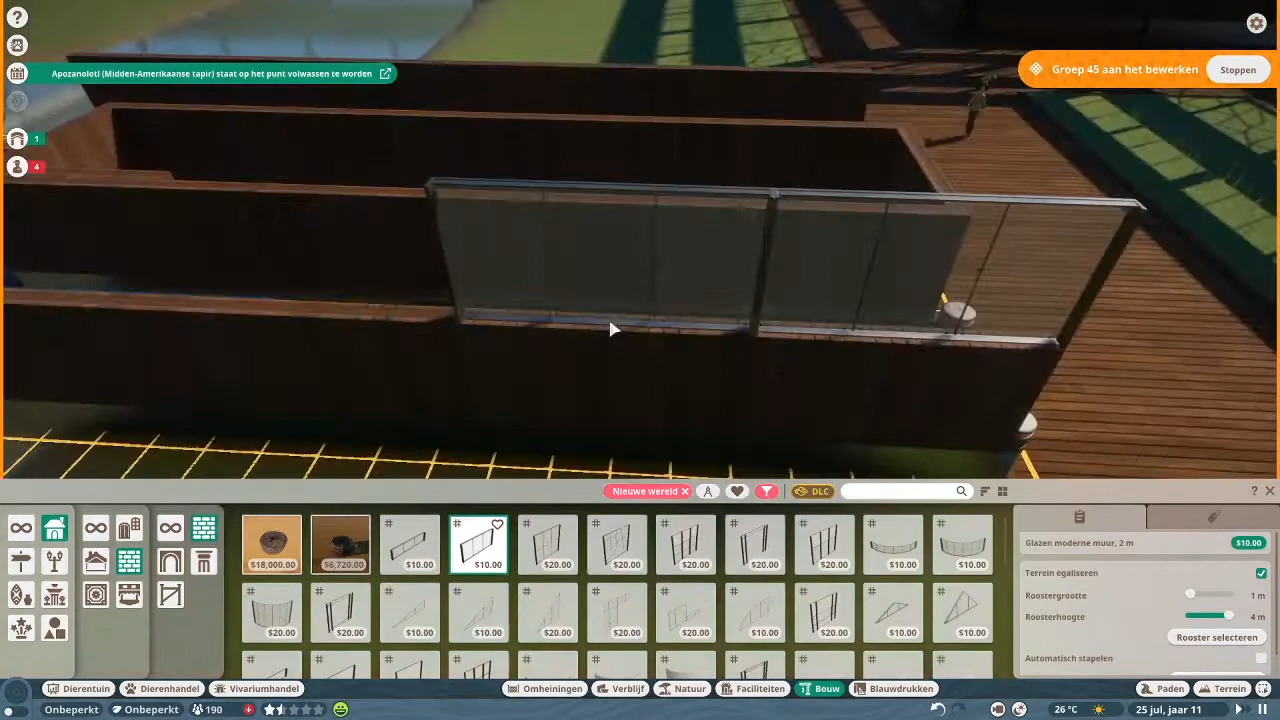 ?
Apozanolotl (Midden-Amerikaanse tapir) staat op het punt volwassen te worden
Groep 45 aan het bewerken
Stoppen
1
4
Nieuwe wereld ×
DLC
? ×
$18,000.00
$6,720.00
$10.00
$10.00
$20.00
$20.00
$20.00
$20.00
$20.00
$10.00
$10.00
$20.00
$20.00
$10.00
$10.00
$20.00
$20.00
$20.00
$10.00
$20.00
$10.00
$10.00
Glazen moderne muur, 2 m
$10.00
Terrein egaliseren
Roostergrootte
1 m
Roosterhoogte
4 m
Rooster selecteren
Automatisch stapelen
Dierentuin
Dierenhandel
Vivariumhandel
Omheiningen
Verblijf
Natuur
Faciliteiten
Bouw
Blauwdrukken
Paden
Terrein
Onbeperkt
Onbeperkt
190
26 °C
25 jul, jaar 11